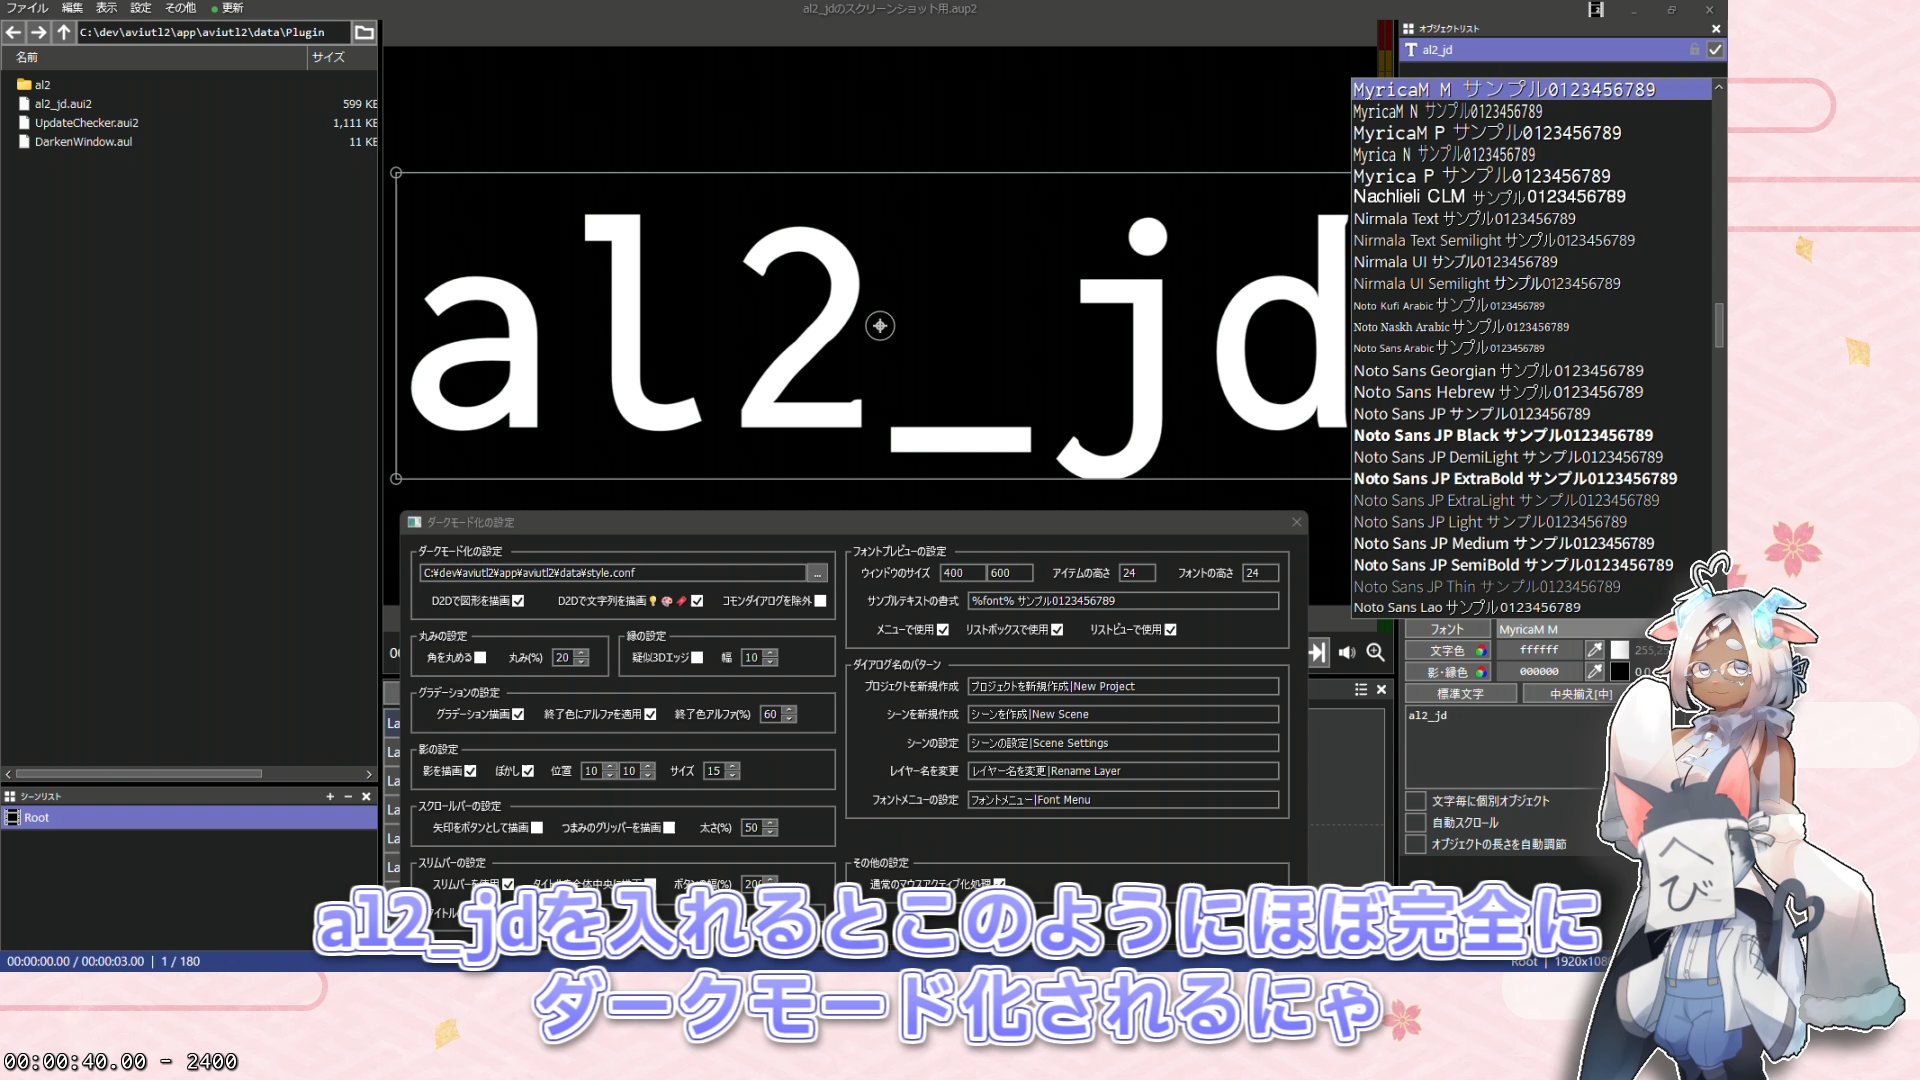 ファイル 編集 表示 設定 その他 ● 更新
al2_jdのスクリーンショット用.aup2
C:\dev\aviutl2\app\aviutl2\data\Plugin
名前 サイズ
al2
al2_jd.aui2 599 KB
UpdateChecker.aui2 1,111 KB
DarkenWindow.aul 11 KB
シーンリスト
Root
00:00:00.00 / 00:00:03.00 | 1 / 180
al2_jd
オブジェクトリスト
al2_jd
MyricaM M サンプル0123456789
MyricaM N サンプル0123456789
MyricaM P サンプル0123456789
Myrica N サンプル0123456789
Myrica P サンプル0123456789
Nachlieli CLM サンプル0123456789
Nirmala Text サンプル0123456789
Nirmala Text Semilight サンプル0123456789
Nirmala UI サンプル0123456789
Nirmala UI Semilight サンプル0123456789
Noto Kufi Arabic サンプル0123456789
Noto Naskh Arabic サンプル0123456789
Noto Sans Arabic サンプル0123456789
Noto Sans Georgian サンプル0123456789
Noto Sans Hebrew サンプル0123456789
Noto Sans JP サンプル0123456789
Noto Sans JP Black サンプル0123456789
Noto Sans JP DemiLight サンプル0123456789
Noto Sans JP ExtraBold サンプル0123456789
Noto Sans JP ExtraLight サンプル0123456789
Noto Sans JP Light サンプル0123456789
Noto Sans JP Medium サンプル0123456789
Noto Sans JP SemiBold サンプル0123456789
Noto Sans JP Thin サンプル0123456789
Noto Sans Lao サンプル0123456789
フォント MyricaM M
文字色 ffffff
影・縁色 000000
標準文字 中央揃え[中]
al2_jd
文字毎に個別オブジェクト
自動スクロール
オブジェクトの長さを自動調節
Root | 1920x108
ダークモード化の設定
ダークモード化の設定
C:¥dev¥aviutl2¥app¥aviutl2¥data¥style.conf ...
D2Dで図形を描画 D2Dで文字列を描画💡🎨 コモンダイアログを除外
丸みの設定
角を丸める 丸み(%) 20
縁の設定
疑似3Dエッジ 幅 10
グラデーションの設定
グラデーション描画 終了色にアルファを適用 終了色アルファ(%) 60
影の設定
影を描画 ぼかし 位置 10 10 サイズ 15
スクロールバーの設定
矢印をボタンとして描画 つまみのグリッパーを描画 太さ(%) 50
スリムバーの設定
スリムバーを使用 タイトルを全体中央に描画 ボタンの幅(%) 200
フォントプレビューの設定
ウィンドウのサイズ 400 600 アイテムの高さ 24 フォントの高さ 24
サンプルテキストの書式 %font% サンプル0123456789
メニューで使用 リストボックスで使用 リストビューで使用
ダイアログ名のパターン
プロジェクトを新規作成 プロジェクトを新規作成|New Project
シーンを新規作成 シーンを作成|New Scene
シーンの設定 シーンの設定|Scene Settings
レイヤー名を変更 レイヤー名を変更|Rename Layer
フォントメニューの設定 フォントメニュー|Font Menu
その他の設定
通常のマウスアクティブ化処理
La
La
La
La
La
La
へび
al2_jdを入れるとこのようにほぼ完全に
ダークモード化されるにゃ
00:00:40.00 - 2400